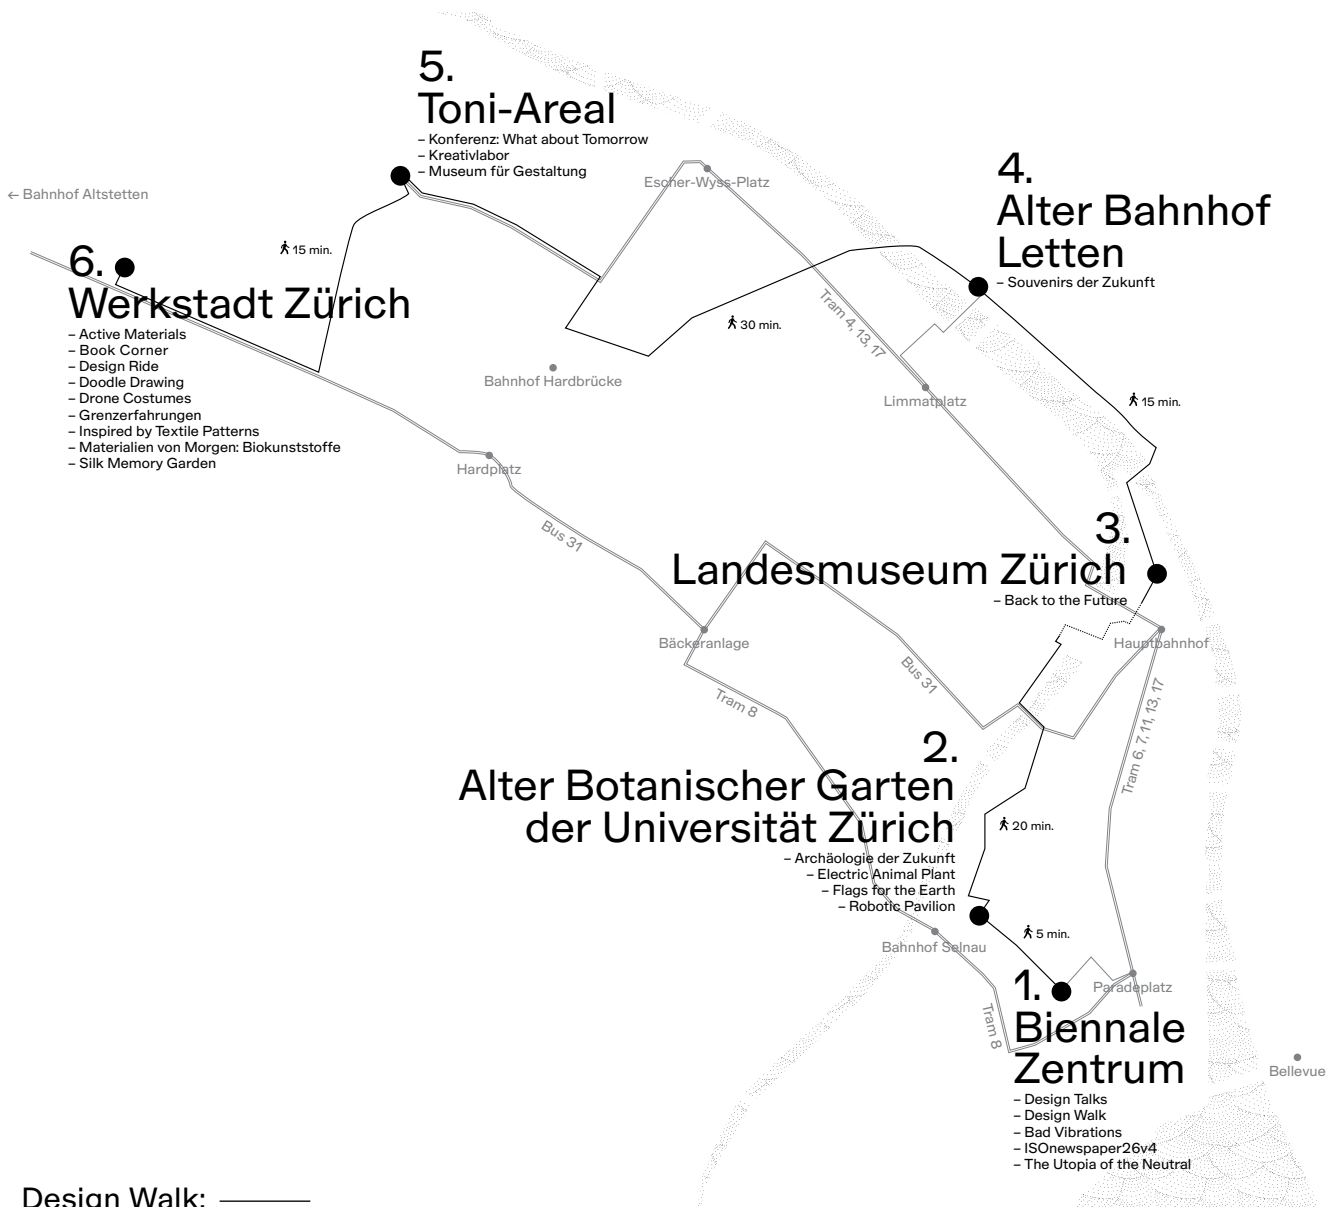 5.
Toni-Areal
– Konferenz: What about Tomorrow
– Kreativlabor
– Museum für Gestaltung
Escher-Wyss-Platz
4.
Alter Bahnhof
Letten
– Souvenirs der Zukunft
← Bahnhof Altstetten
15 min.
6.
Werkstadt Zürich
– Active Materials
– Book Corner
– Design Ride
– Doodle Drawing
– Drone Costumes
– Grenzerfahrungen
– Inspired by Textile Patterns
– Materialien von Morgen: Biokunststoffe
– Silk Memory Garden
30 min.
Tram 4, 13, 17
Bahnhof Hardbrücke
Limmatplatz
15 min.
Hardplatz
Bus 31
3.
Landesmuseum Zürich
– Back to the Future
Bäckeranlage
Hauptbahnhof
Bus 31
Tram 8
Tram 6, 7, 11, 13, 17
2.
Alter Botanischer Garten
der Universität Zürich
– Archäologie der Zukunft
– Electric Animal Plant
– Flags for the Earth
– Robotic Pavilion
20 min.
5 min.
Bahnhof Selnau
Paradeplatz
Tram 8
1.
Biennale
Zentrum
– Design Talks
– Design Walk
– Bad Vibrations
– ISOnewspaper26v4
– The Utopia of the Neutral
Bellevue
Design Walk: